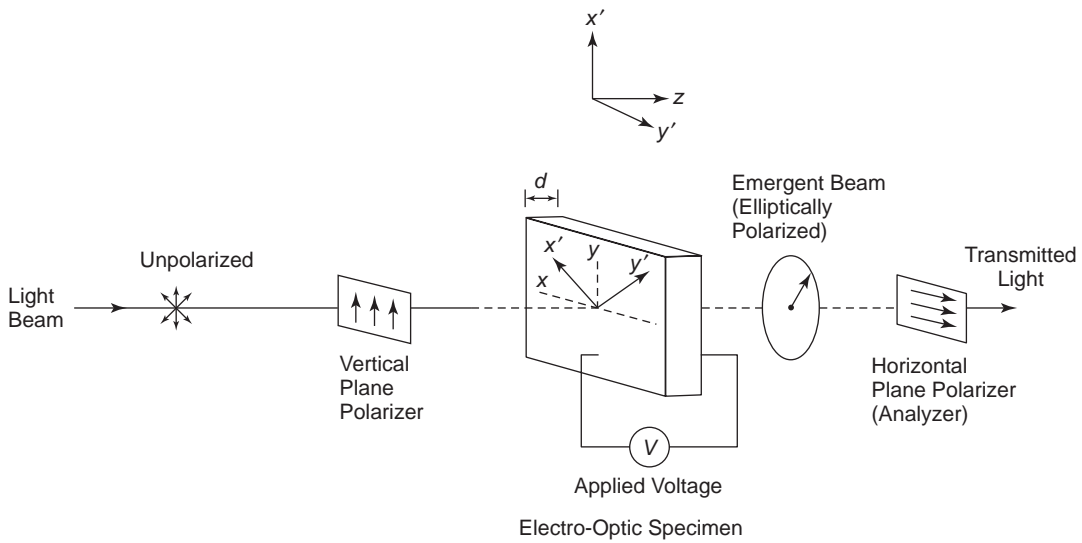 x′
z
y′
d
Emergent Beam
(Elliptically
Polarized)
Unpolarized
Transmitted
Light
x′
y
y′
x
Light
Beam
Vertical
Plane
Polarizer
Horizontal
Plane Polarizer
(Analyzer)
V
Applied Voltage
Electro-Optic Specimen